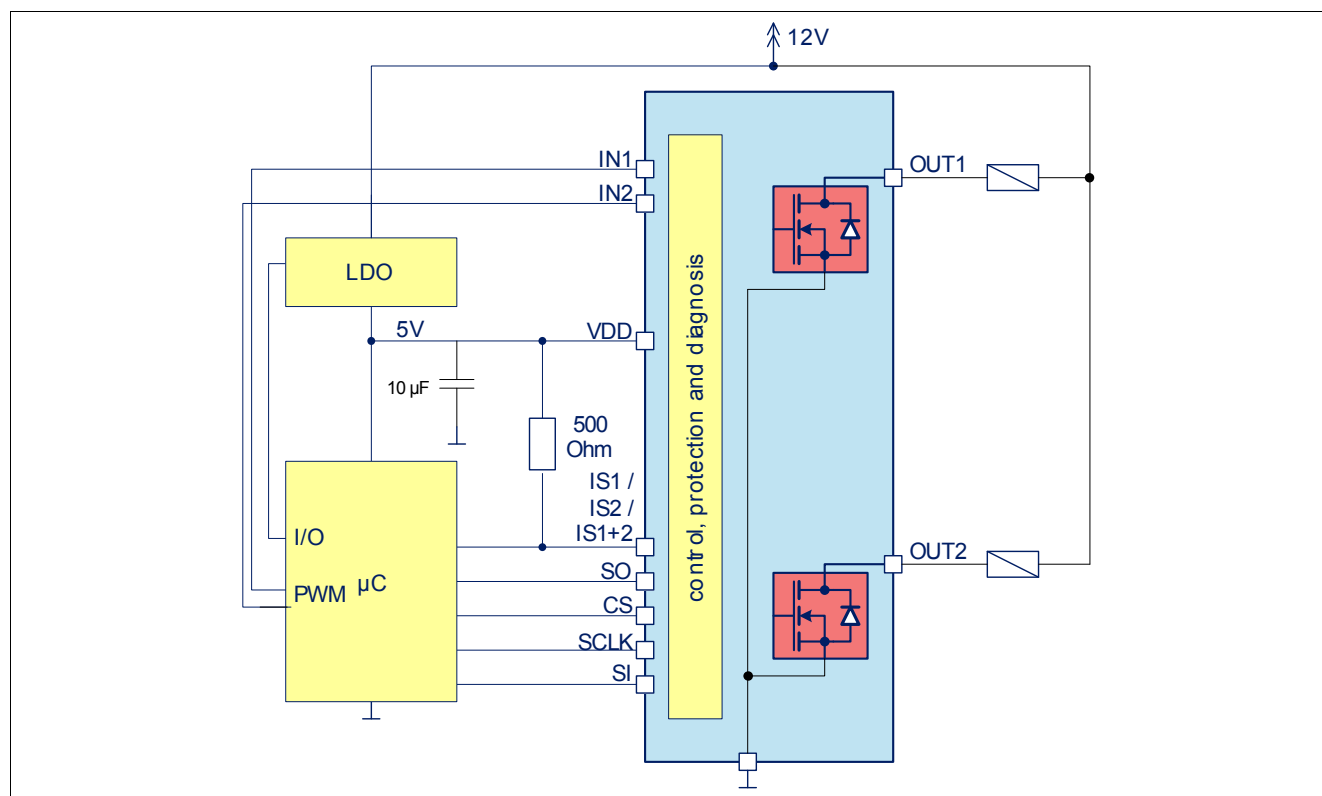 12V
IN1
IN2
OUT1
LDO
5V
VDD
10 µF
500
Ohm
IS1 /
IS2 /
IS1+2
I/O
PWM
µC
SO
CS
SCLK
SI
control, protection and diagnosis
OUT2